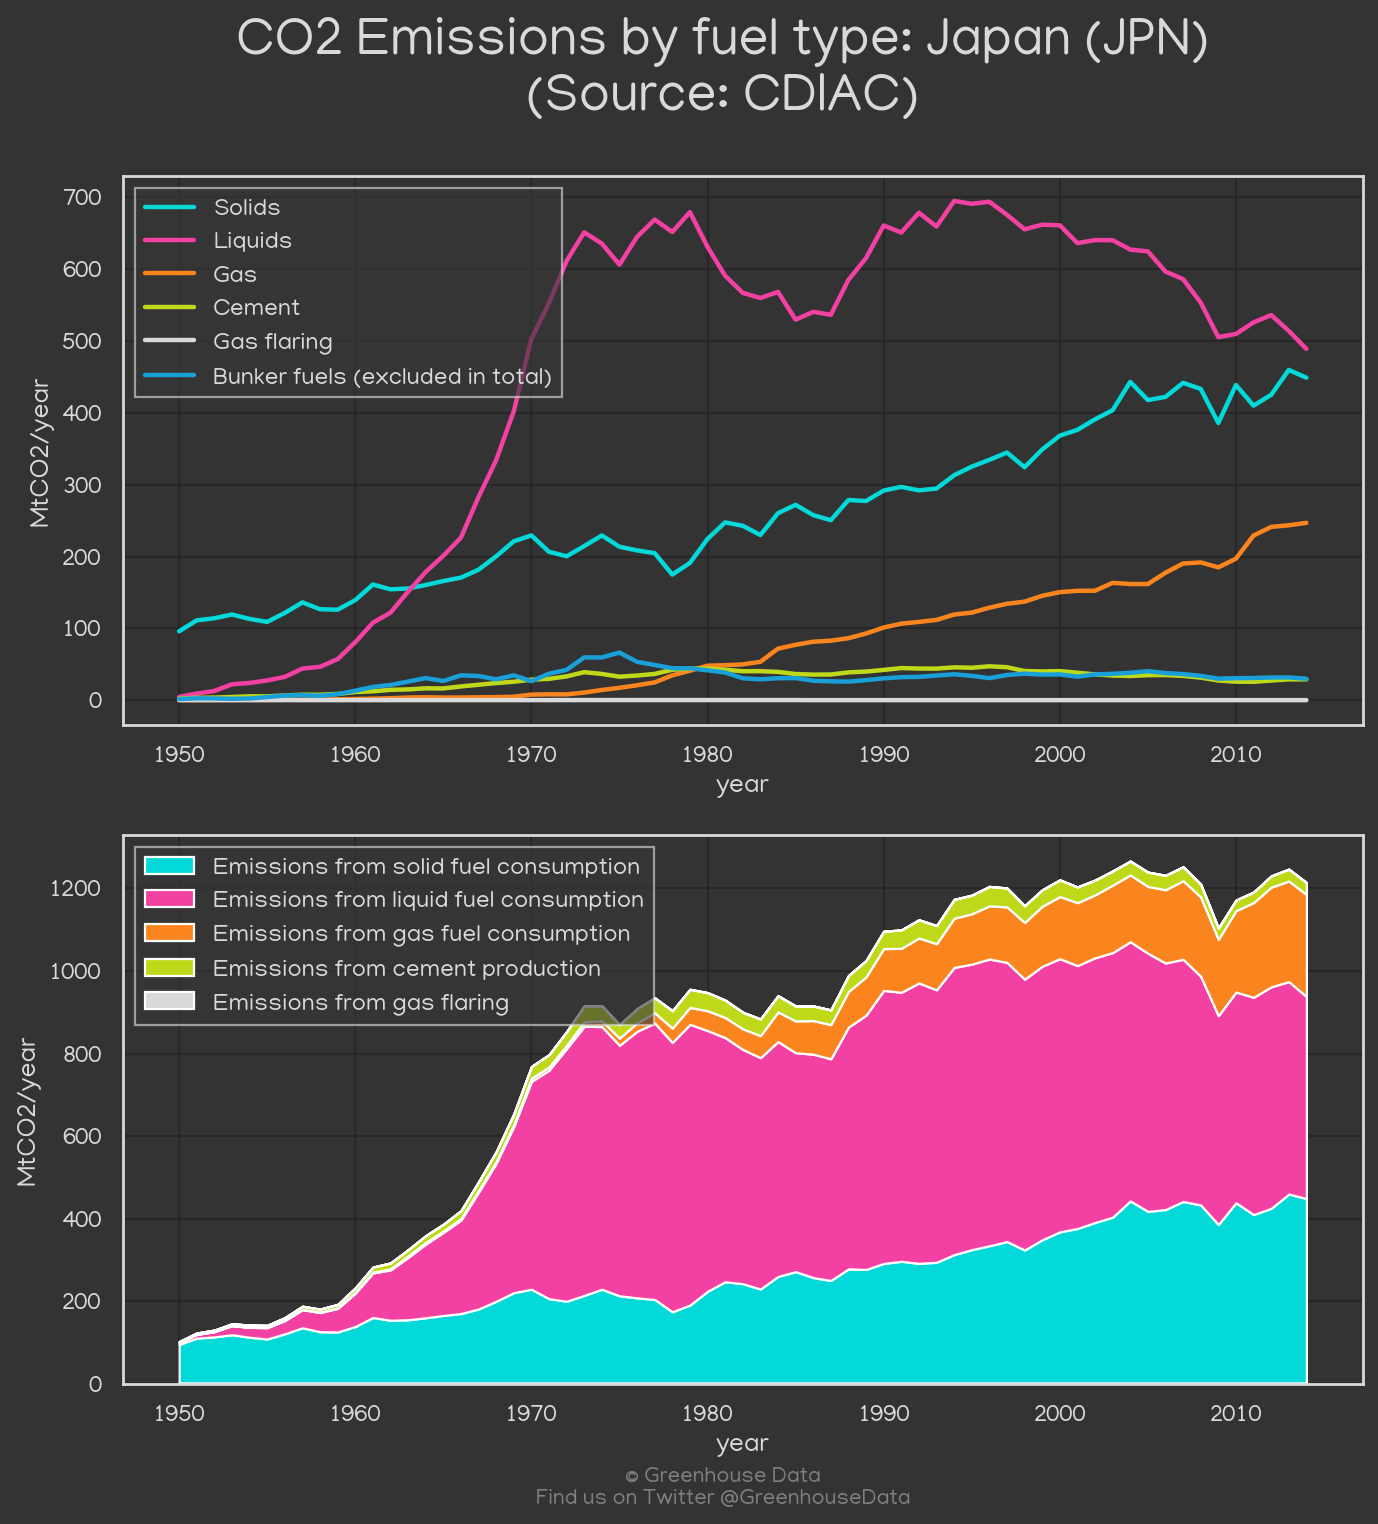 CO2 Emissions by fuel type: Japan (JPN)
(Source: CDIAC)
700
600
500
400
300
200
100
0
MtCO2/year
Solids
Liquids
Gas
Cement
Gas flaring
Bunker fuels (excluded in total)
1950 1960 1970 1980 1990 2000 2010
year
1200
1000
800
600
400
200
0
MtCO2/year
Emissions from solid fuel consumption
Emissions from liquid fuel consumption
Emissions from gas fuel consumption
Emissions from cement production
Emissions from gas flaring
1950 1960 1970 1980 1990 2000 2010
year
© Greenhouse Data
Find us on Twitter @GreenhouseData